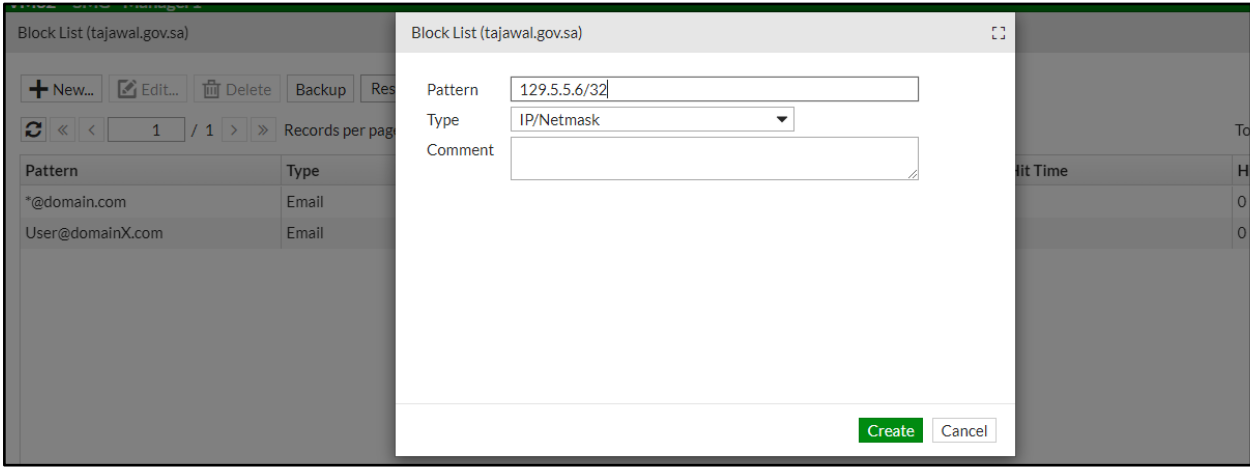 Block List (tajawal.gov.sa)
Block List (tajawal.gov.sa)
New... Edit... Delete Backup
1 / 1 Records per
Pattern 129.5.5.6/32
Type IP/Netmask
Comment
Pattern Type Hit Time
*@domain.com Email 0
User@domainX.com Email 0
Create Cancel